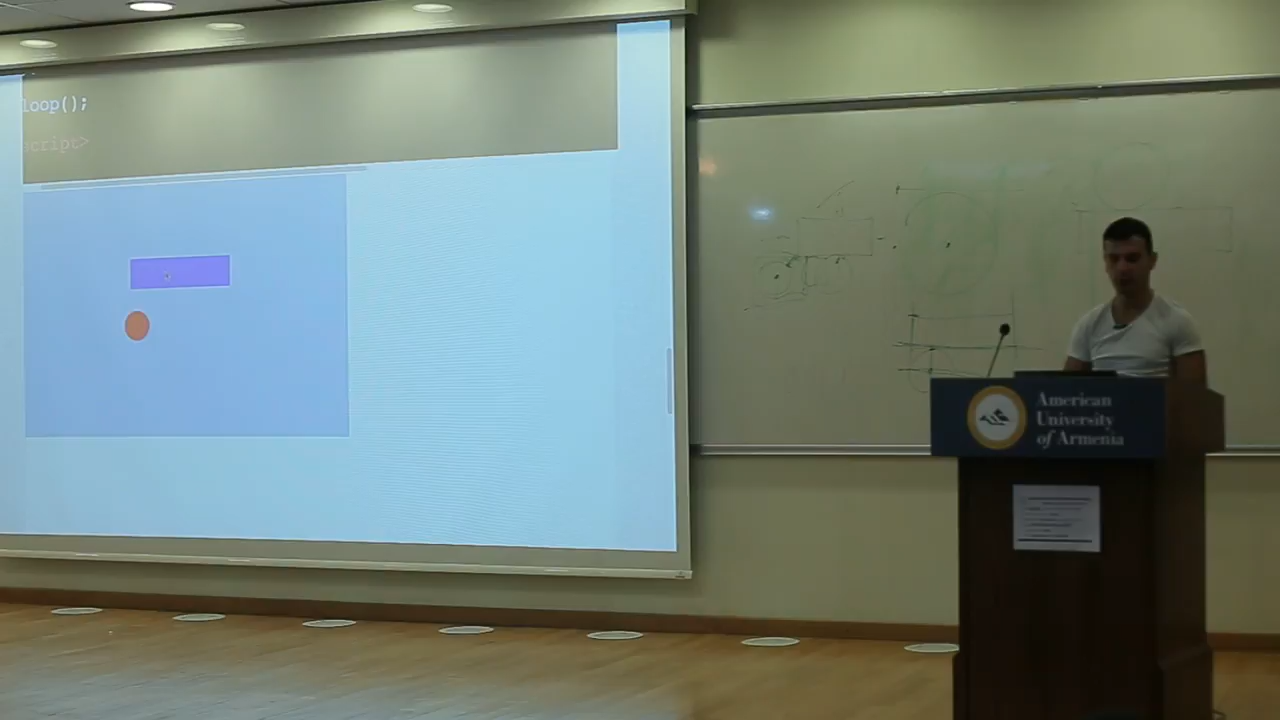 loop();
script>
American
University
of Armenia